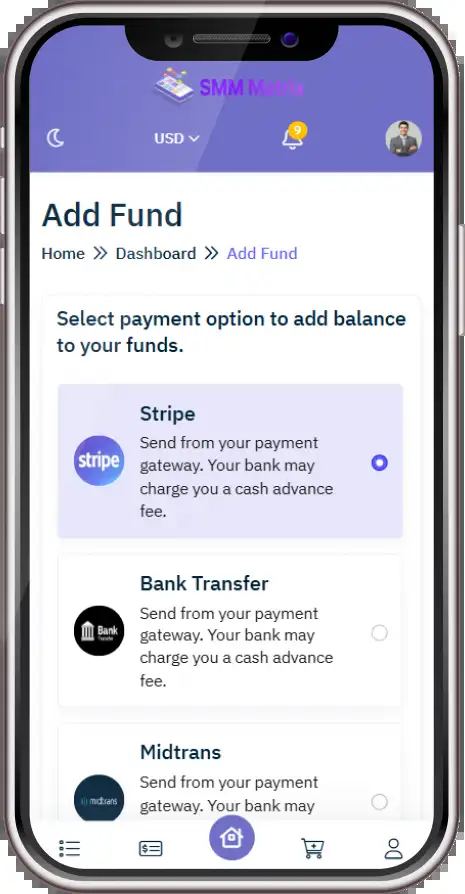 SMM Matrix
USD
9
Add Fund
Home >> Dashboard >> Add Fund
Select payment option to add balance
to your funds.
Stripe
Send from your payment
gateway. Your bank may
charge you a cash advance
fee.
stripe
Bank Transfer
Send from your payment
gateway. Your bank may
charge you a cash advance
fee.
Bank
Transfer
Midtrans
Send from your payment
gateway. Your bank may
midtrans